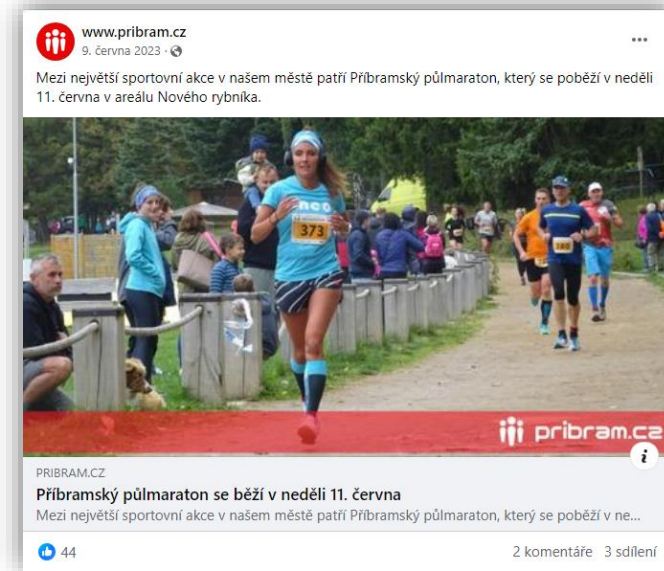 www.pribram.cz
9. června 2023 ·
Mezi největší sportovní akce v našem městě patří Příbramský půlmaraton, který se poběží v neděli
11. června v areálu Nového rybníka.
nco
373
380
pribram.cz
PRIBRAM.CZ
Příbramský půlmaraton se běží v neděli 11. června
Mezi největší sportovní akce v našem městě patří Příbramský půlmaraton, který se poběží v ne...
44
2 komentáře 3 sdílení